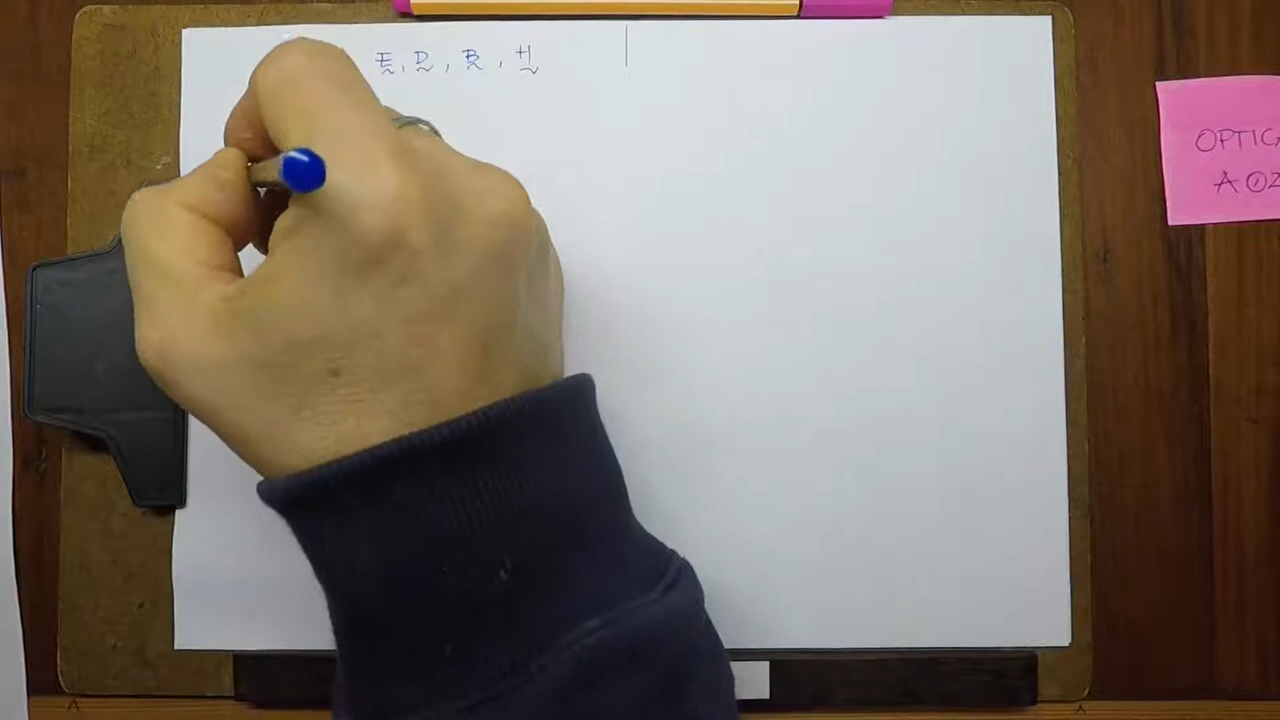 E, D, B, H
OPTIC
A